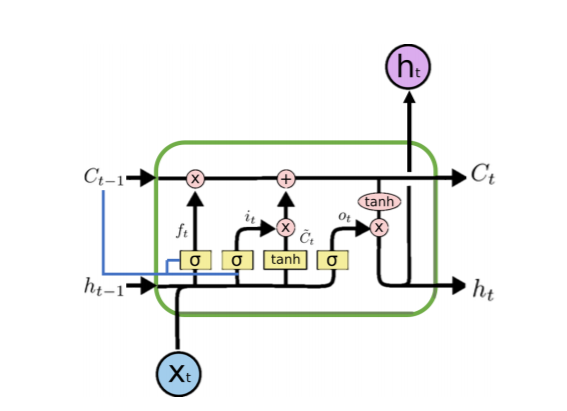 hₜ
Cₜ₋₁
x
+
Cₜ
tanh
fₜ
iₜ
x
C̃ₜ
oₜ
x
σ
σ
tanh
σ
hₜ₋₁
hₜ
Xₜ